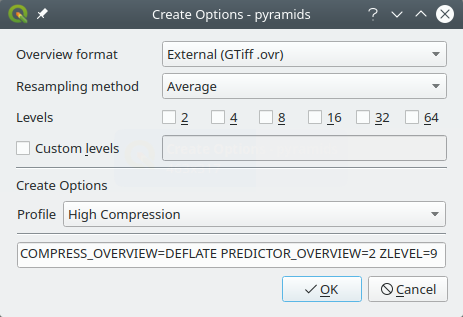 Create Options - pyramids
Overview format External (GTiff .ovr)
Resampling method Average
Levels 2 4 8 16 32 64
Custom levels
Create Options
Profile High Compression
COMPRESS_OVERVIEW=DEFLATE PREDICTOR_OVERVIEW=2 ZLEVEL=9
OK Cancel